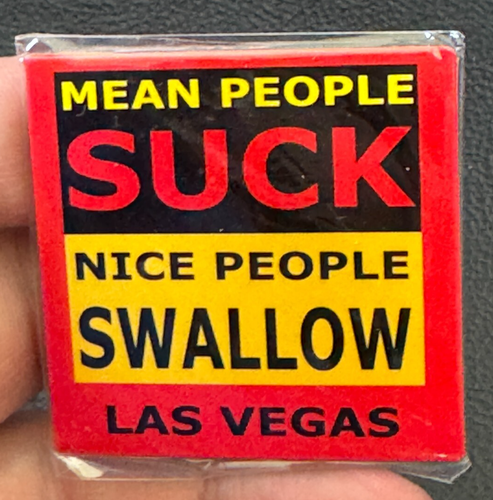 MEAN PEOPLE
SUCK
NICE PEOPLE
SWALLOW
LAS VEGAS